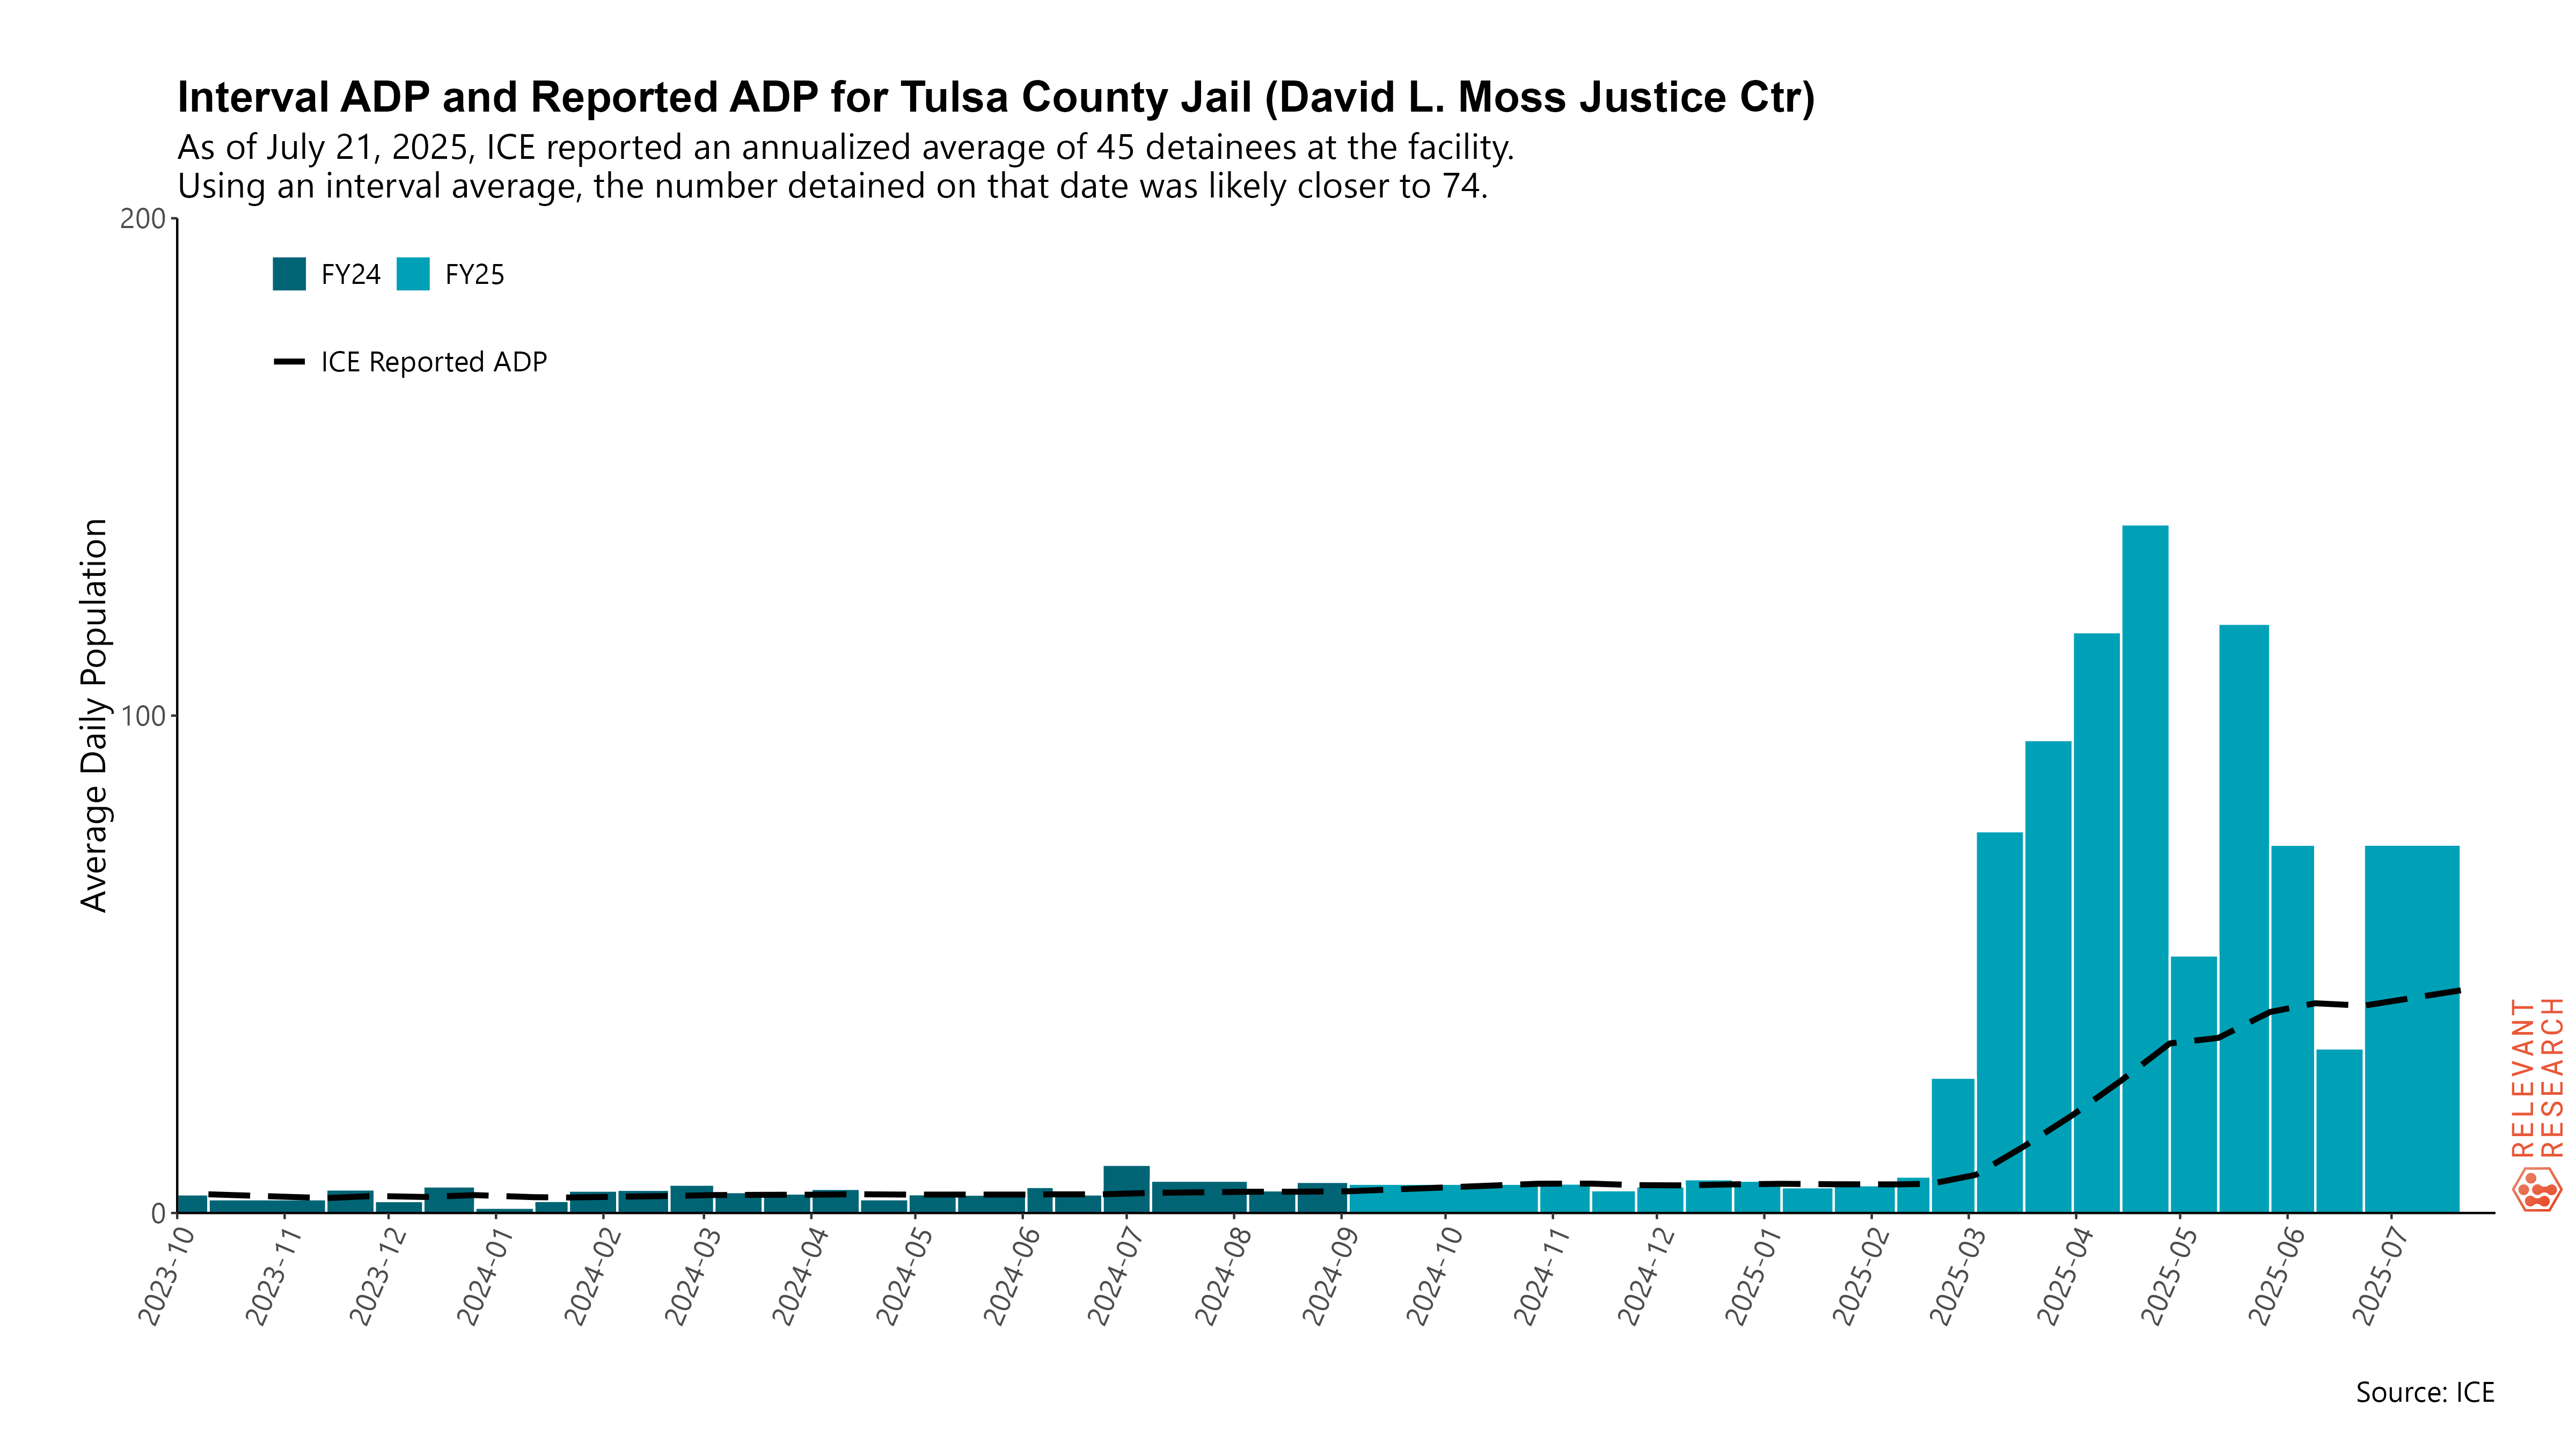 Interval ADP and Reported ADP for Tulsa County Jail (David L. Moss Justice Ctr)
As of July 21, 2025, ICE reported an annualized average of 45 detainees at the facility.
Using an interval average, the number detained on that date was likely closer to 74.
200
FY24 FY25
ICE Reported ADP
Average Daily Population
100
0
2023-10 2023-11 2023-12 2024-01 2024-02 2024-03 2024-04 2024-05 2024-06 2024-07 2024-08 2024-09 2024-10 2024-11 2024-12 2025-01 2025-02 2025-03 2025-04 2025-05 2025-06 2025-07
RELEVANT
RESEARCH
Source: ICE